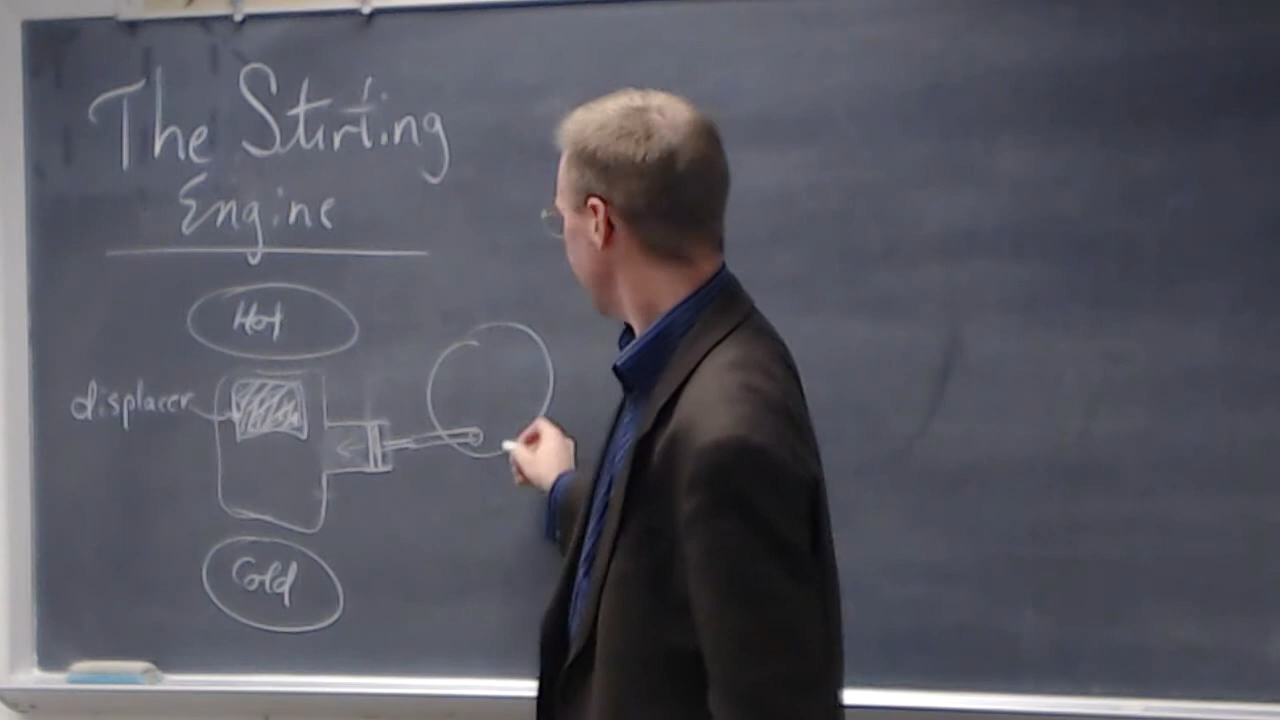 The Stirling
Engine
Hot
displacer
Cold